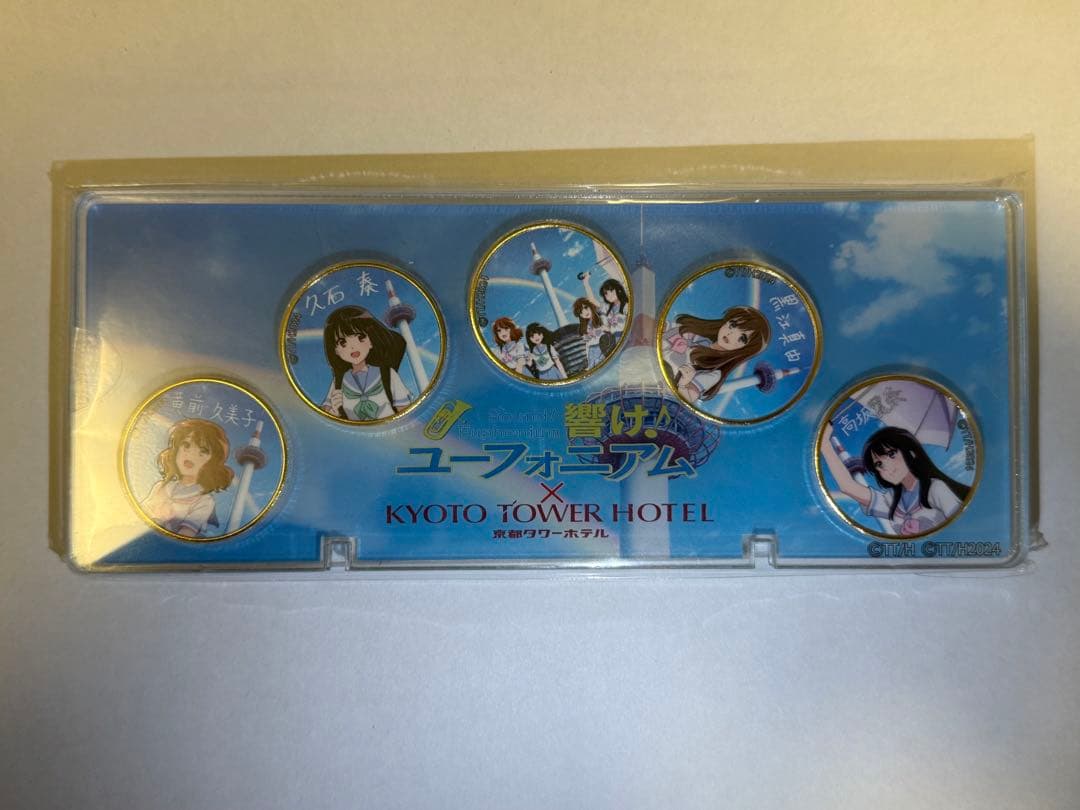 久石 奏
黒江真由
黄前久美子
高坂麗奈
Sound!
Euphonium
響け!
ユーフォニアム
×
KYOTO TOWER HOTEL
京都タワーホテル
©TT/H ©TT/H2024